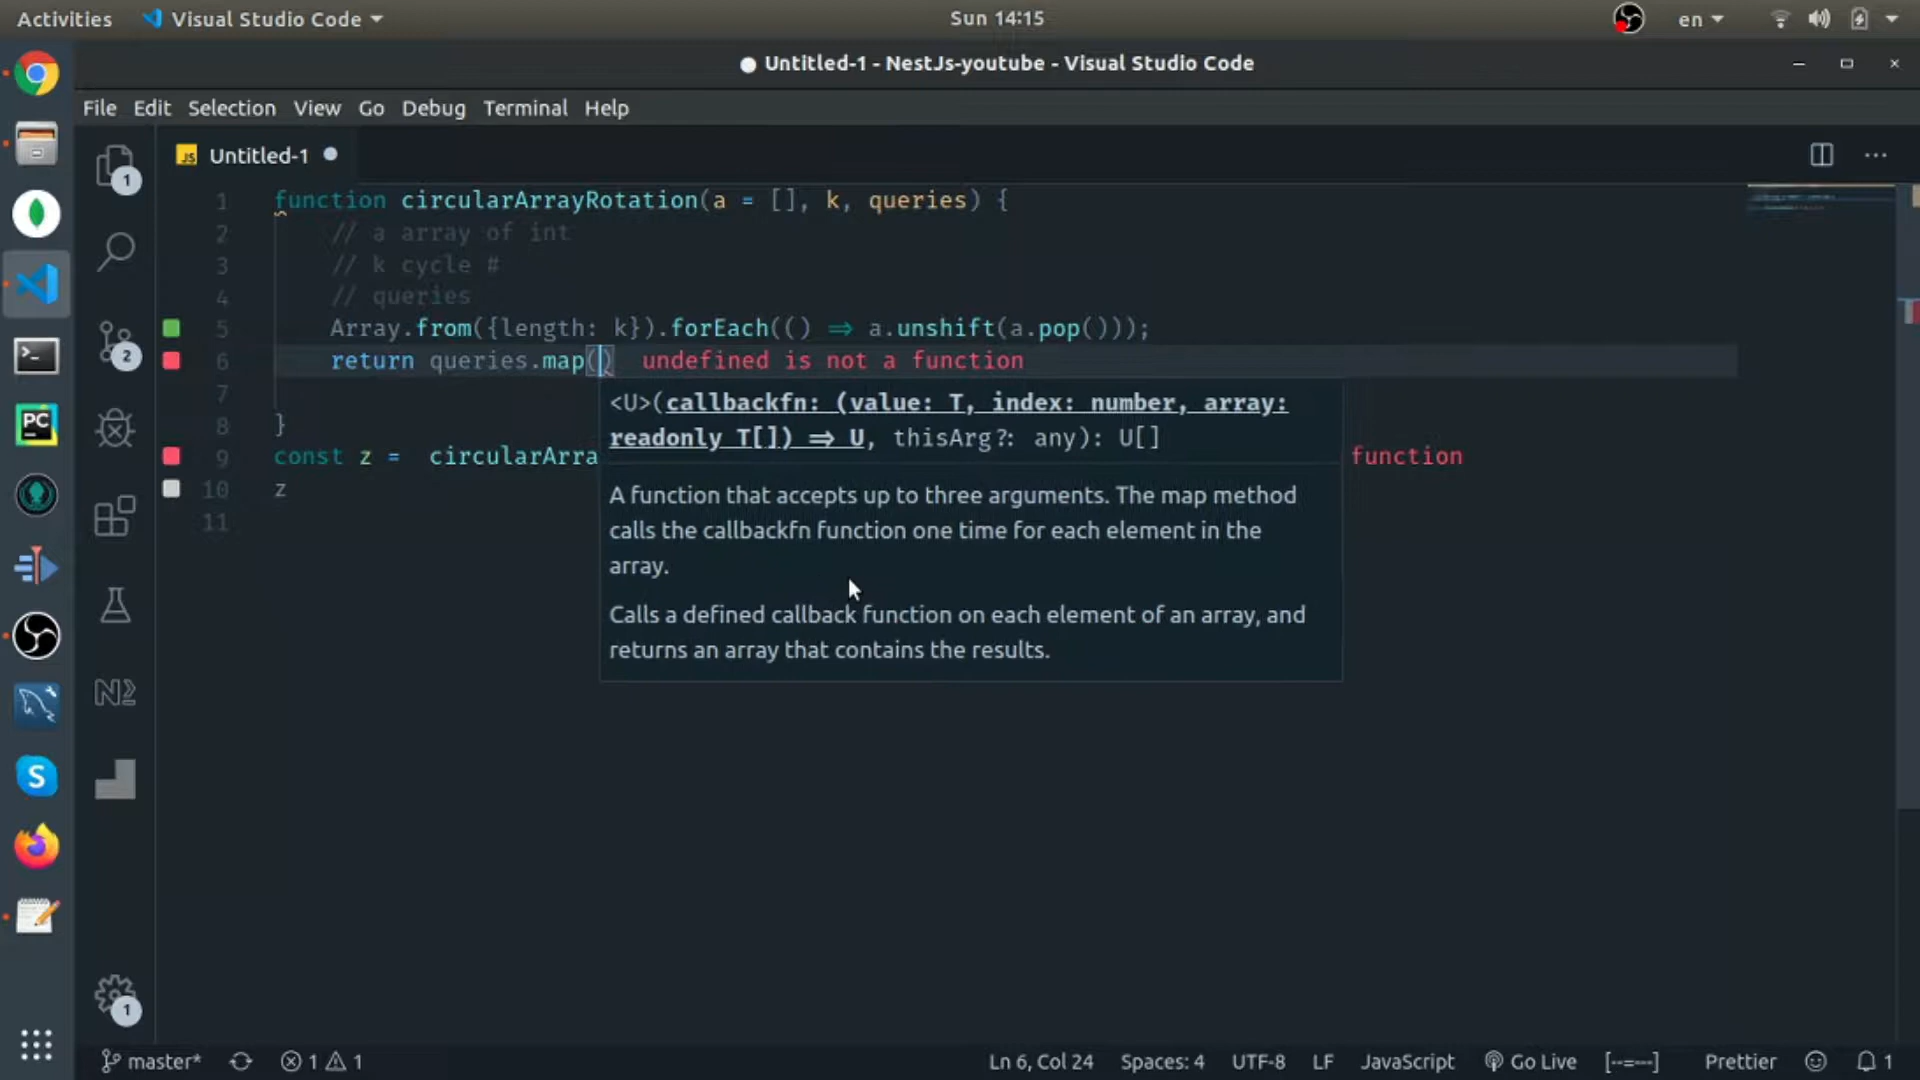 Activities Visual Studio Code Sun 14:15 en
● Untitled-1 - NestJs-youtube - Visual Studio Code
File Edit Selection View Go Debug Terminal Help
JS Untitled-1
1 function circularArrayRotation(a = [], k, queries) {
2 // a array of int
3 // k cycle #
4 // queries
5 Array.from({length: k}).forEach(() => a.unshift(a.pop()));
6 return queries.map() undefined is not a function
7
8 }
9 const z = circularArra function
10 z
11
<U>(callbackfn: (value: T, index: number, array:
readonly T[]) => U, thisArg?: any): U[]
A function that accepts up to three arguments. The map method
calls the callbackfn function one time for each element in the
array.
Calls a defined callback function on each element of an array, and
returns an array that contains the results.
1
2
PC
S
1
master* 1 1 Ln 6, Col 24 Spaces: 4 UTF-8 LF JavaScript Go Live [--=--] Prettier 1